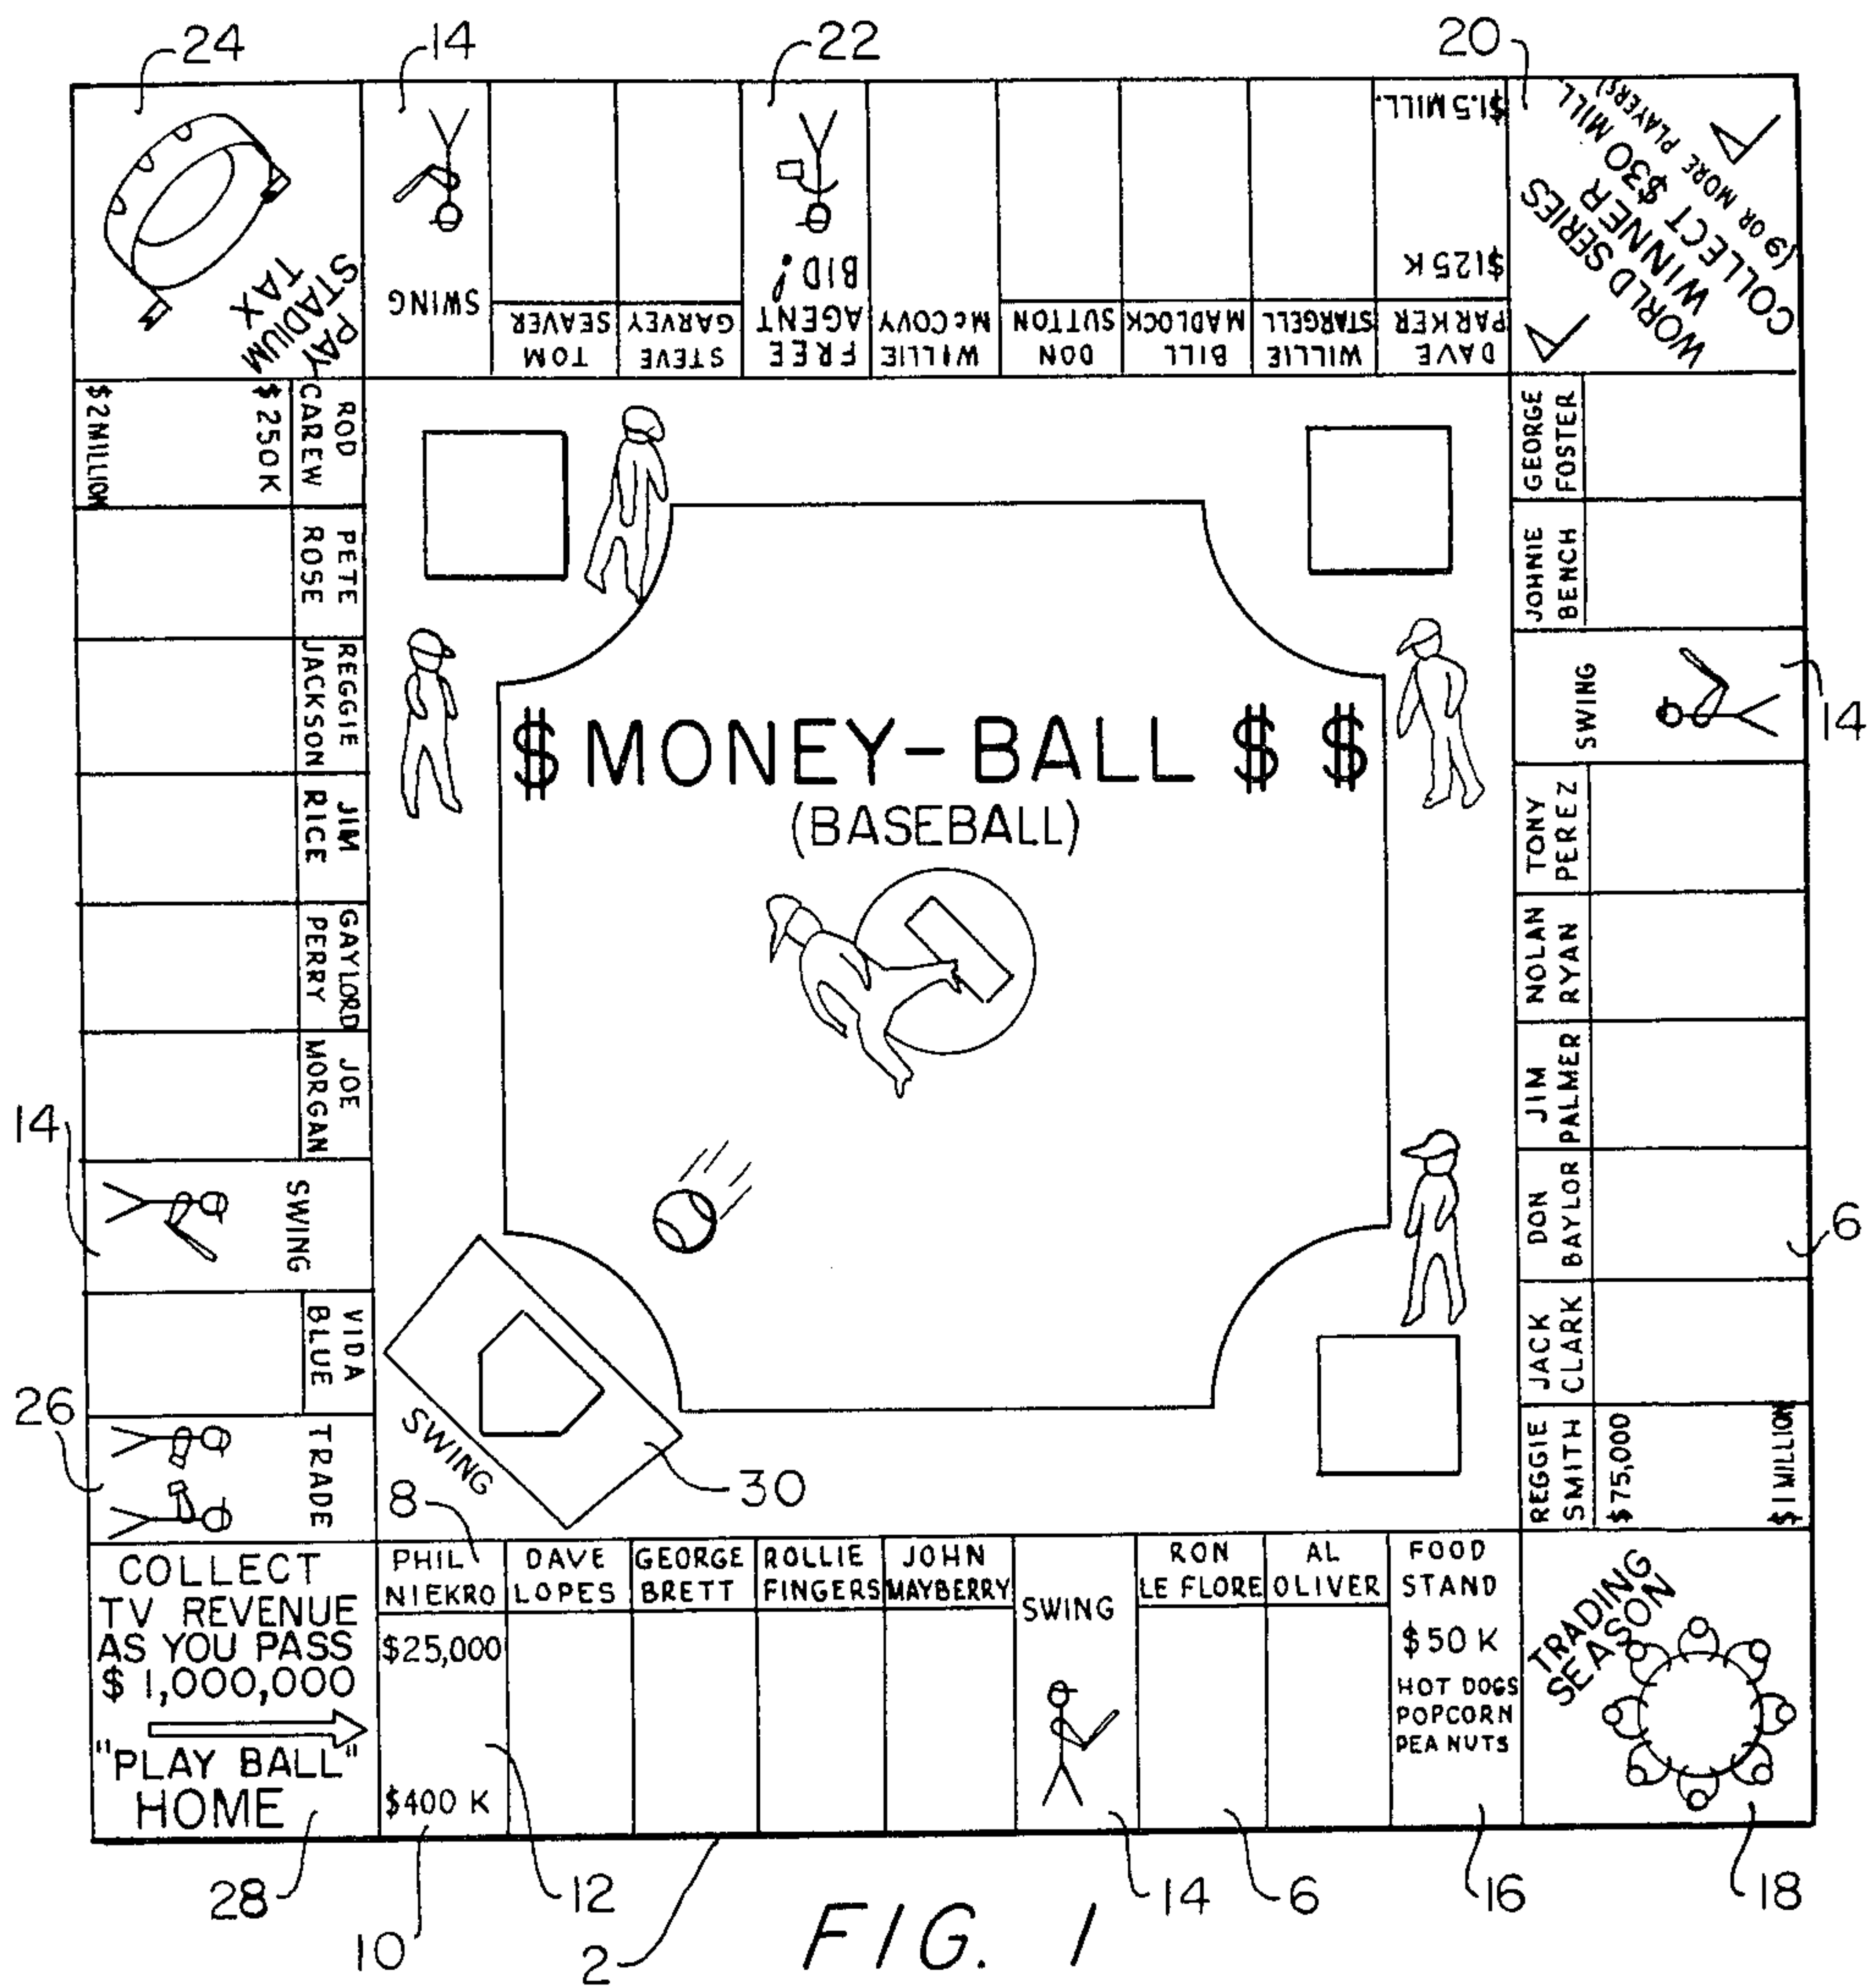 24
14
22
20
PAY
STADIUM
TAX
SWING
TOM
SEAVER
STEVE
GARVEY
FREE
AGENT
BID!
WILLIE
McCOVY
DON
SUTTON
BILL
MADLOCK
WILLIE
STARGELL
DAVE
PARKER
$125K
$1.5 MILL.
WORLD SERIES
WINNER
COLLECT $30 MILL.
(9 OR MORE PLAYERS)
ROD
CAREW
$250K
$2MILLION
PETE
ROSE
REGGIE
JACKSON
JIM
RICE
GAYLORD
PERRY
JOE
MORGAN
14
SWING
VIDA
BLUE
26
TRADE
$ MONEY-BALL $ $
(BASEBALL)
SWING
30
8
GEORGE
FOSTER
JOHNIE
BENCH
SWING
14
TONY
PEREZ
NOLAN
RYAN
JIM
PALMER
DON
BAYLOR
6
JACK
CLARK
REGGIE
SMITH
$75,000
$1 MILLION
COLLECT
TV REVENUE
AS YOU PASS
$ 1,000,000
"PLAY BALL"
HOME
PHIL
NIEKRO
$25,000
$400 K
DAVE
LOPES
GEORGE
BRETT
ROLLIE
FINGERS
JOHN
MAYBERRY
SWING
RON
LE FLORE
AL
OLIVER
FOOD
STAND
$50 K
HOT DOGS
POPCORN
PEANUTS
TRADING
SEASON
28
10
12
2
14
6
16
18
FIG. 1